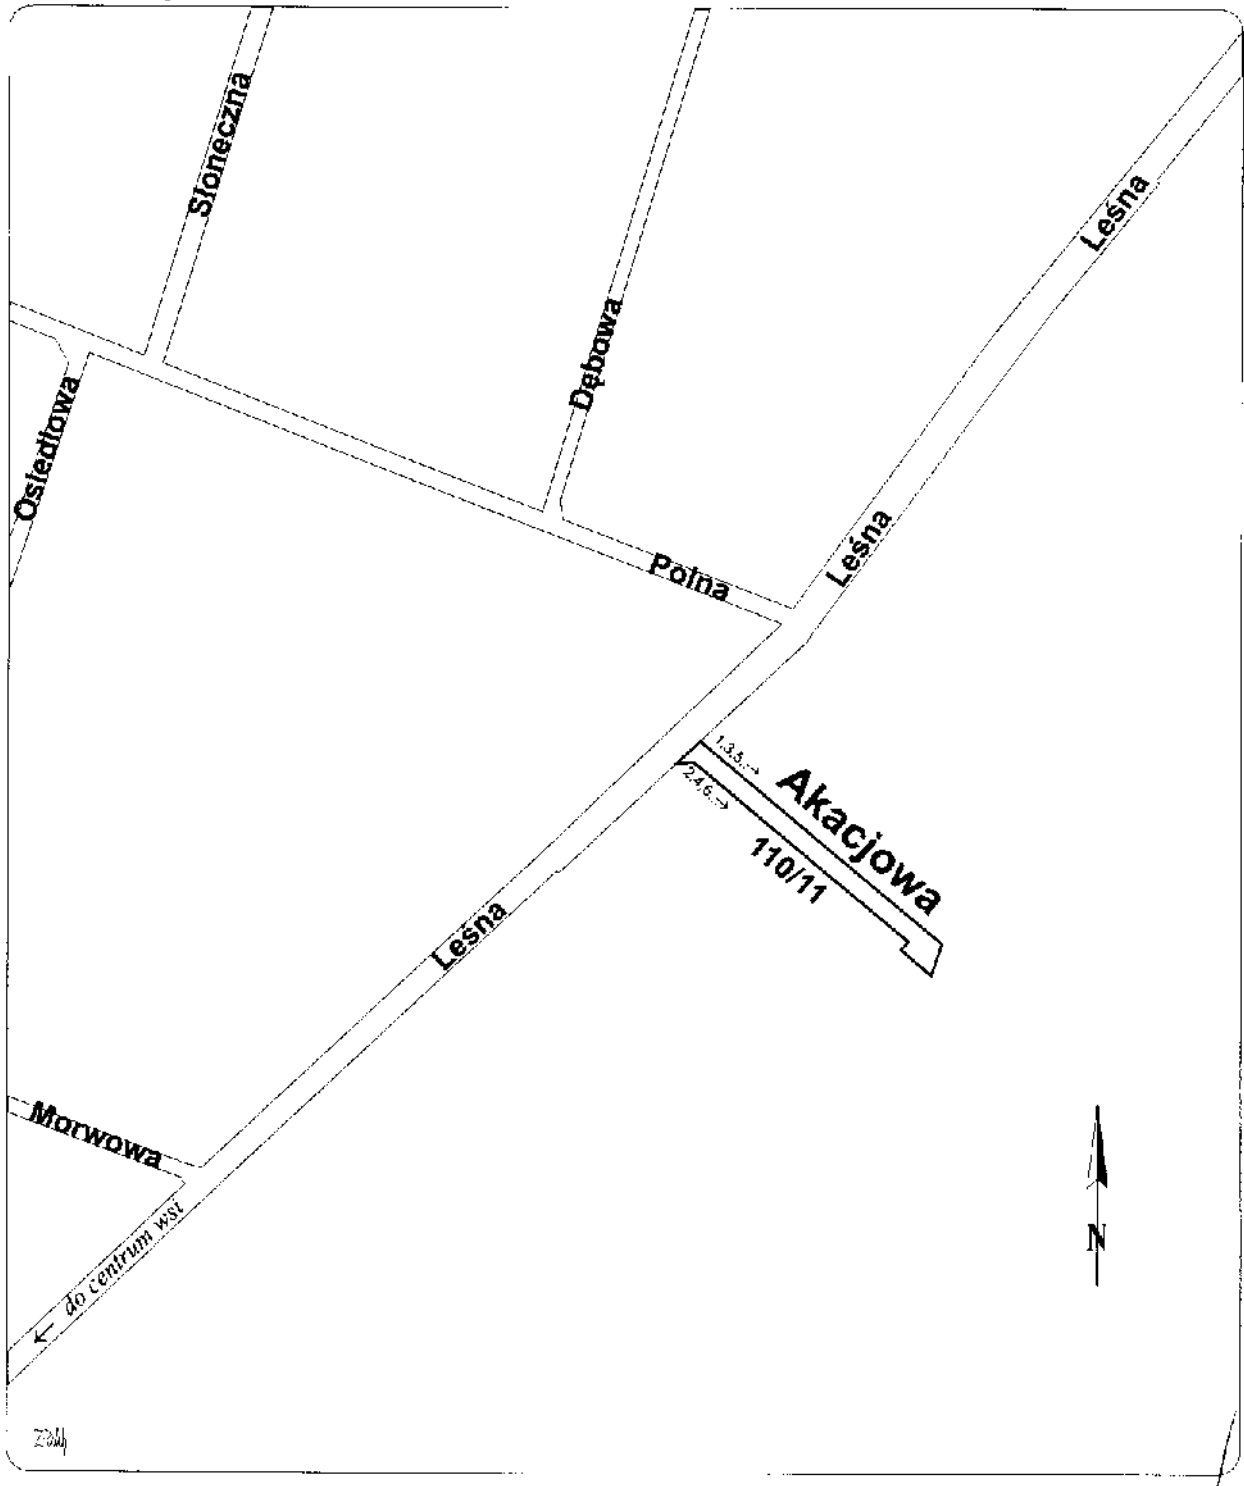 Słoneczna
Leśna
Dębowa
Osiedlowa
Leśna
Polna
1,3,5..→
Akacjowa
2,4,6..→
110/11
Leśna
Morwowa
do centrum wsi
←
N